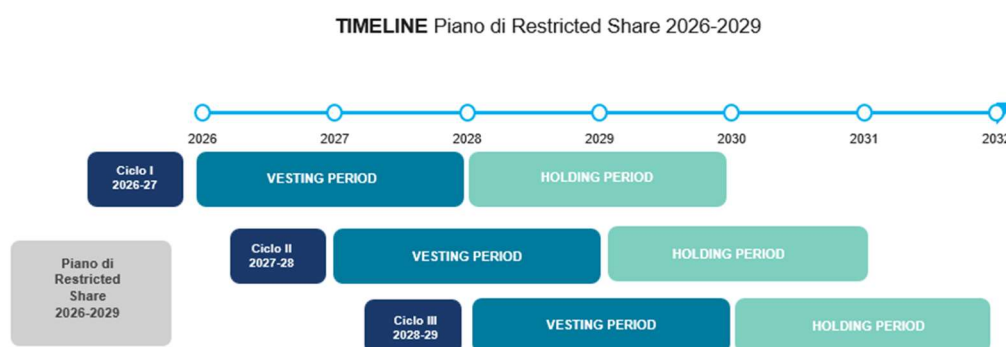 TIMELINE Piano di Restricted Share 2026-2029
2026 2027 2028 2029 2030 2031 2032
Ciclo I
2026-27
VESTING PERIOD
HOLDING PERIOD
Ciclo II
2027-28
VESTING PERIOD
HOLDING PERIOD
Piano di
Restricted
Share
2026-2029
Ciclo III
2028-29
VESTING PERIOD
HOLDING PERIOD